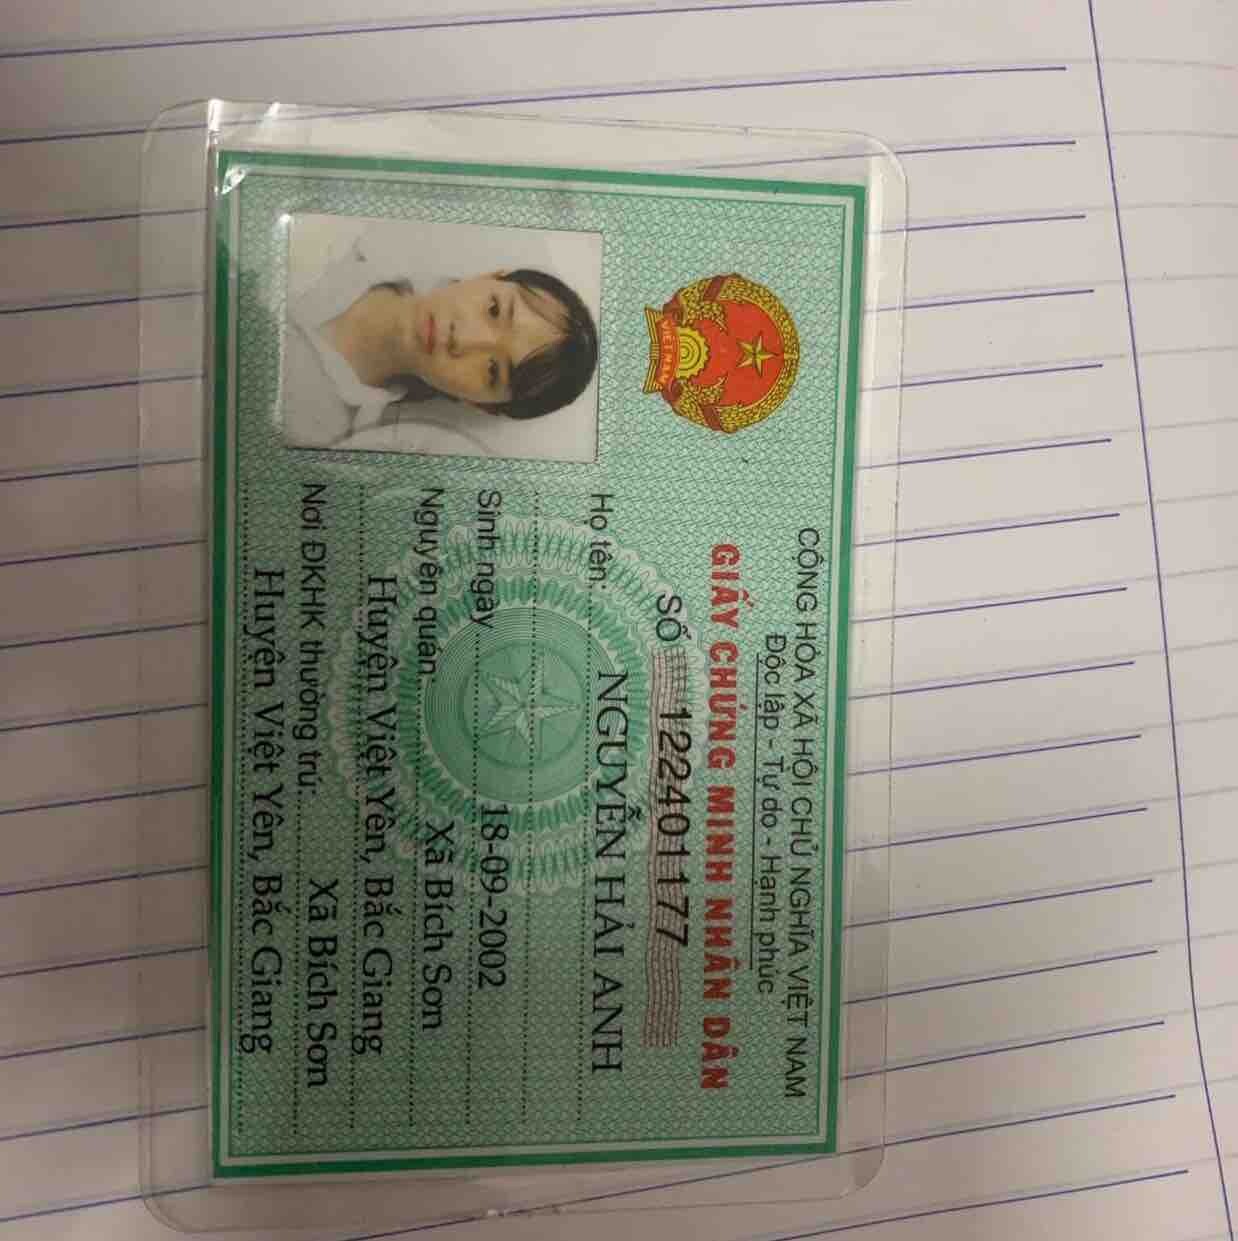 CỘNG HÒA XÃ HỘI CHỦ NGHĨA VIỆT NAM
Độc lập - Tự do - Hạnh phúc
GIẤY CHỨNG MINH NHÂN DÂN
SỐ 122401177
Họ tên: NGUYỄN HẢI ANH
Sinh ngày 18-09-2002
Nguyên quán Xã Bích Sơn
Huyện Việt Yên, Bắc Giang
Nơi ĐKHK thường trú: Xã Bích Sơn
Huyện Việt Yên, Bắc Giang
VIET NAM